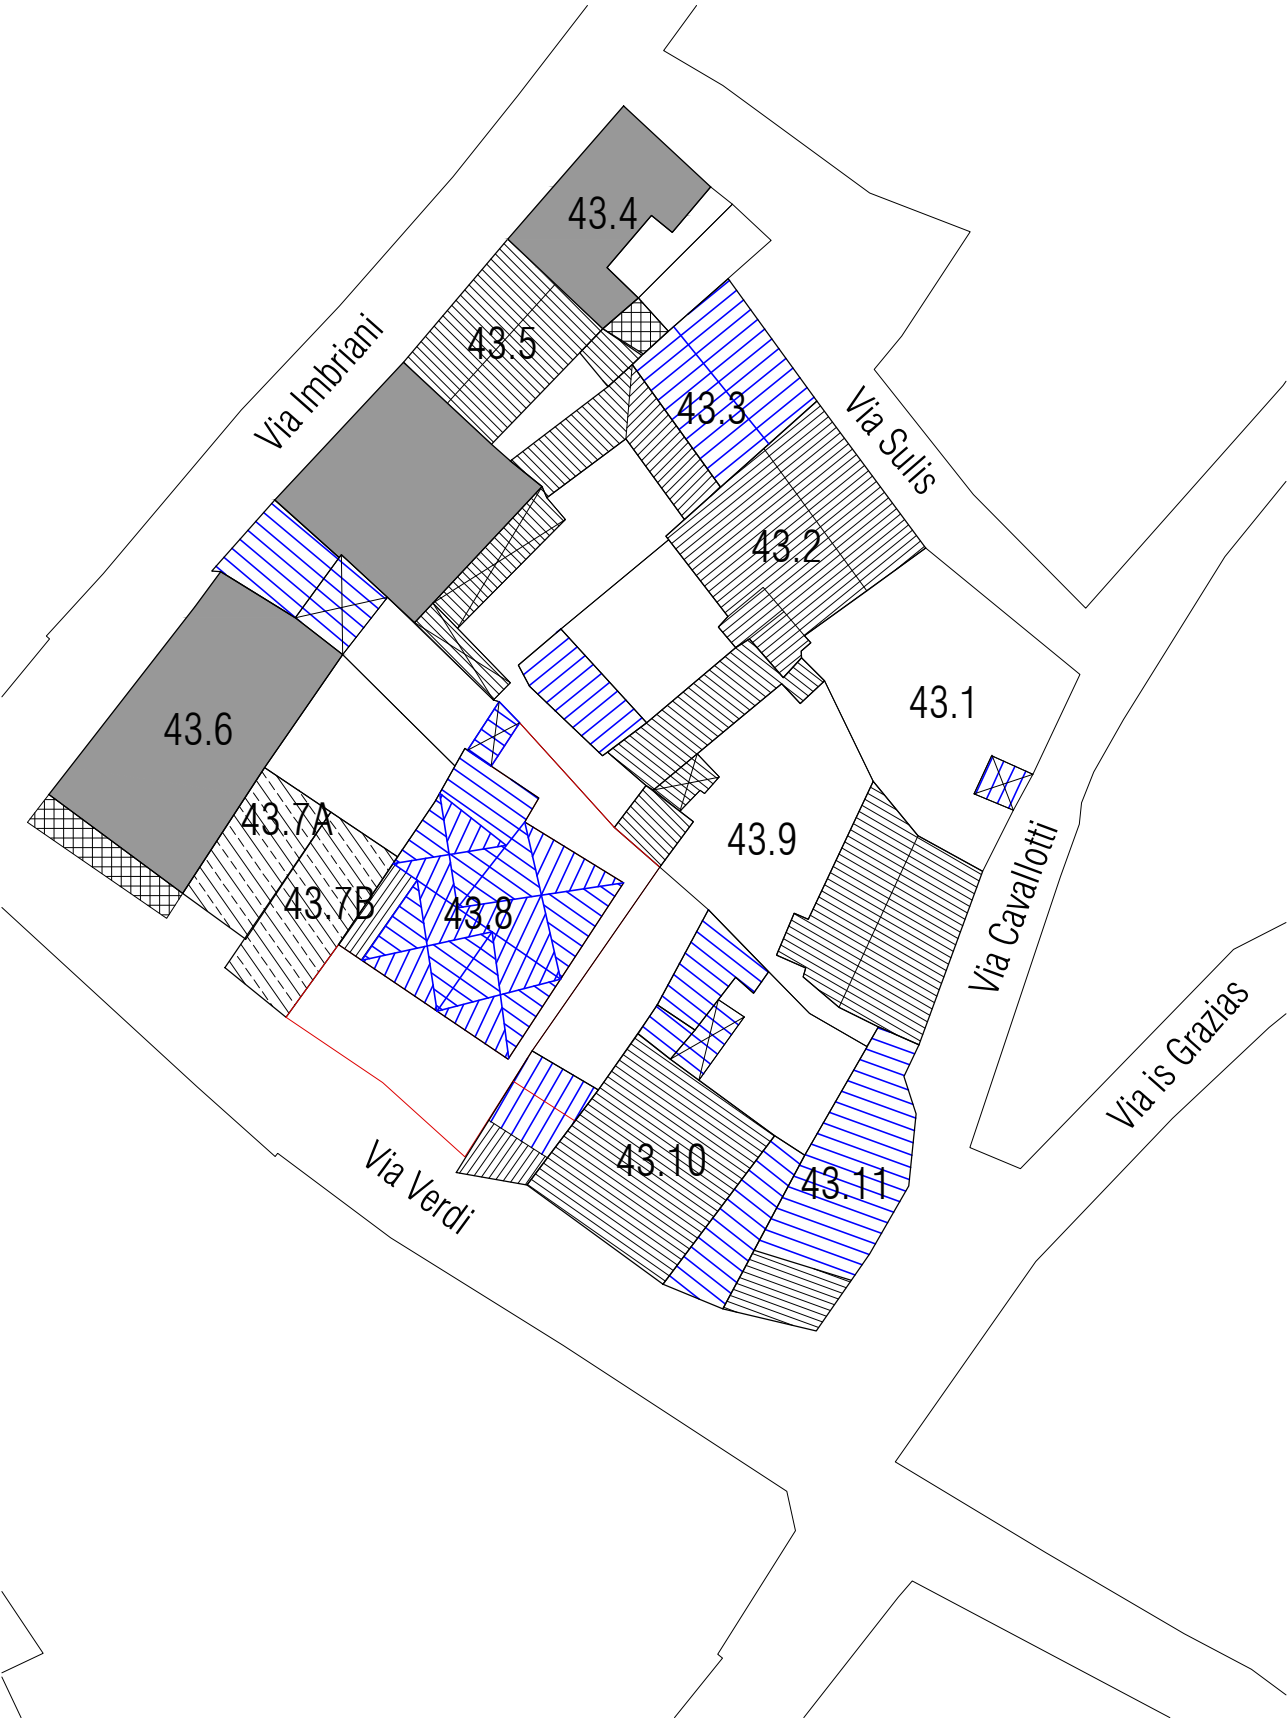 43.4
Via Imbriani
43.5
43.3
Via Sulis
43.2
43.1
43.6
43.7A
43.9
43.7B
43.8
Via Cavallotti
Via is Grazias
43.10
43.11
Via Verdi